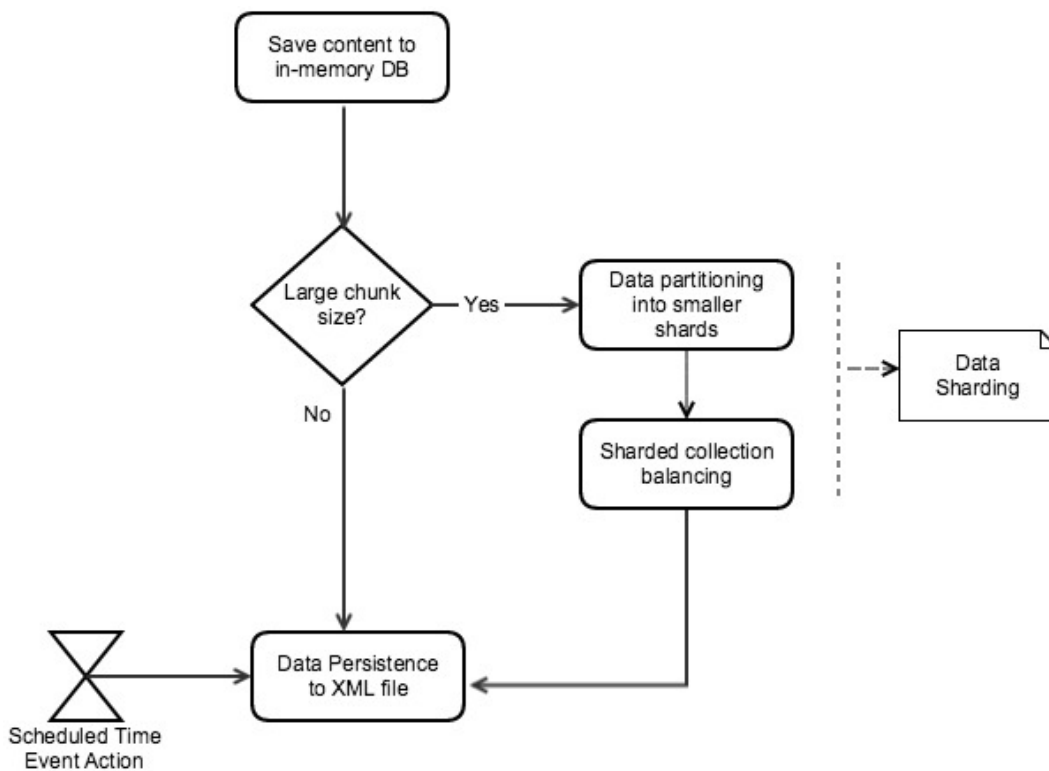 Save content to
in-memory DB
Large chunk
size?
Yes
Data partitioning
into smaller
shards
Data
Sharding
No
Sharded collection
balancing
Data Persistence
to XML file
Scheduled Time
Event Action